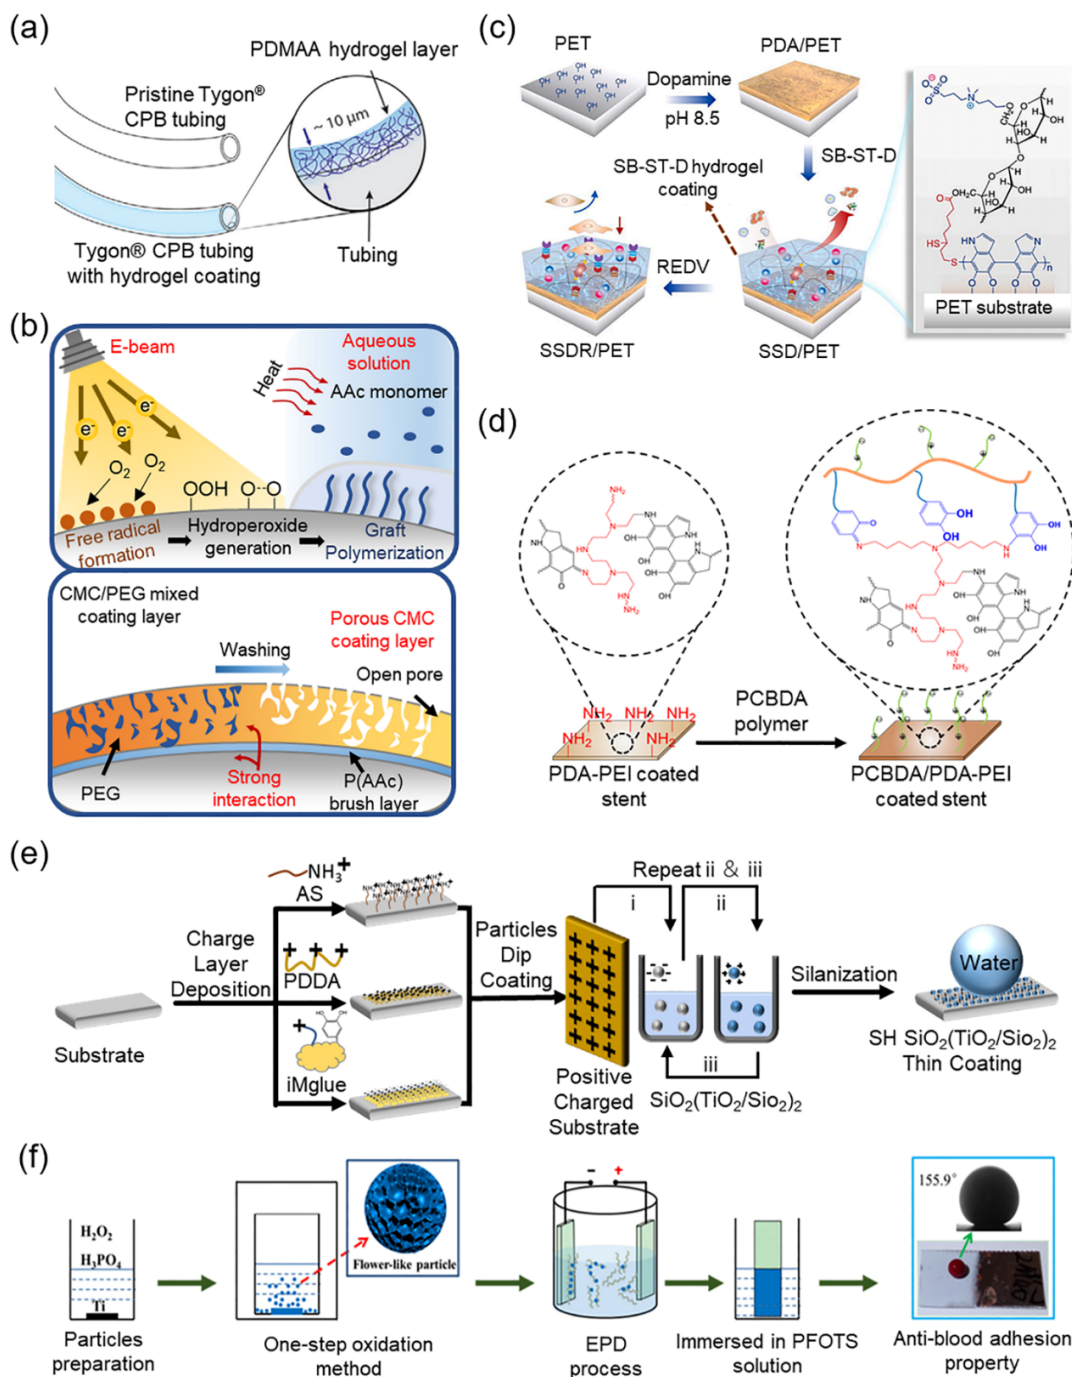 (a)
PDMAA hydrogel layer
Pristine Tygon®
CPB tubing
~ 10 μm
Tygon® CPB tubing
with hydrogel coating
Tubing
(b)
E-beam
e-
e-
e-
O2
O2
OOH
O--O
Free radical
formation
Hydroperoxide
generation
Graft
Polymerization
Heat
Aqueous
solution
AAc monomer
CMC/PEG mixed
coating layer
Washing
Porous CMC
coating layer
Open pore
PEG
Strong
interaction
P(AAc)
brush layer
(c)
PET
Dopamine
pH 8.5
PDA/PET
SB-ST-D
SB-ST-D hydrogel
coating
REDV
SSDR/PET
SSD/PET
PET substrate
(d)
NH2
NH2
NH2
NH2
NH2
PDA-PEI coated
stent
PCBDA
polymer
PCBDA/PDA-PEI
coated stent
(e)
Substrate
Charge
Layer
Deposition
NH3+
AS
PDDA
iMglue
Particles
Dip
Coating
Positive
Charged
Substrate
Repeat ii & iii
i
ii
iii
SiO2(TiO2/Sio2)2
Silanization
Water
SH SiO2(TiO2/Sio2)2
Thin Coating
(f)
H2O2
H3PO4
Ti
Particles
preparation
Flower-like particle
One-step oxidation
method
- +
EPD
process
Immersed in PFOTS
solution
155.9°
Anti-blood adhesion
property